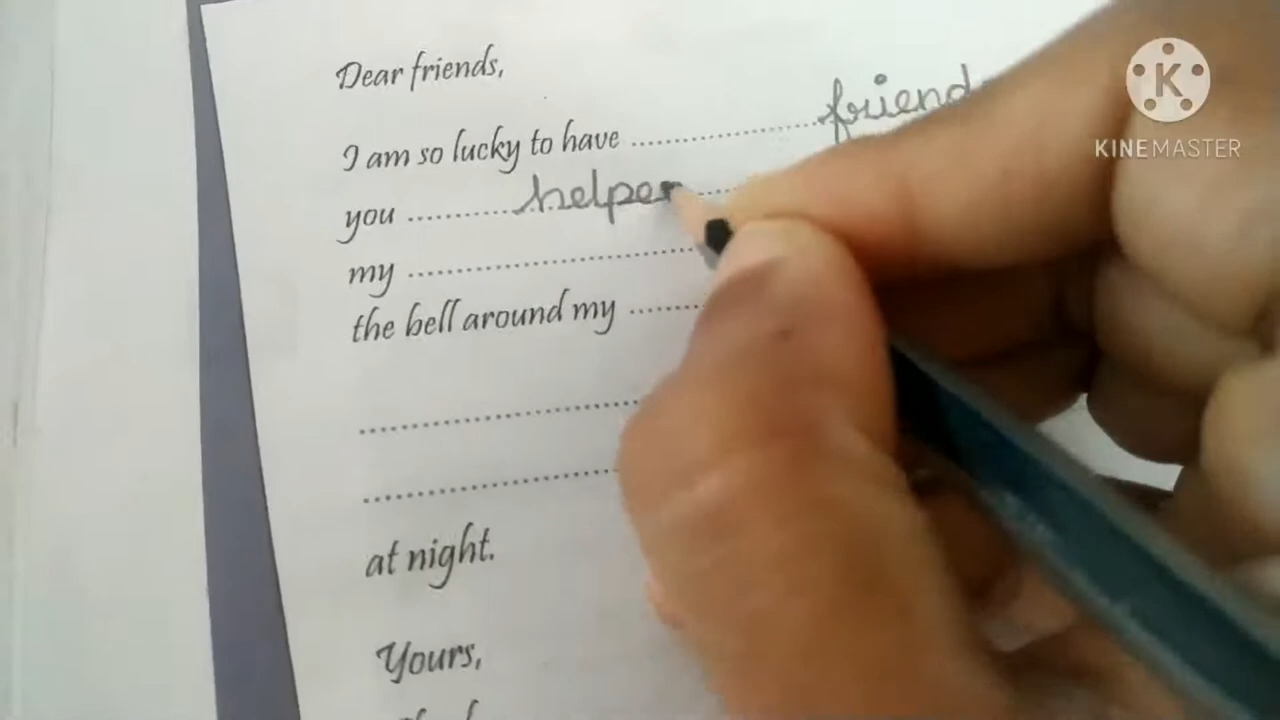 Dear friends,
I am so lucky to have .................... friend
you .......... helper .....
my ..............................
the bell around my .......
..............................
..............................
at night.
Yours,
K
KINEMASTER